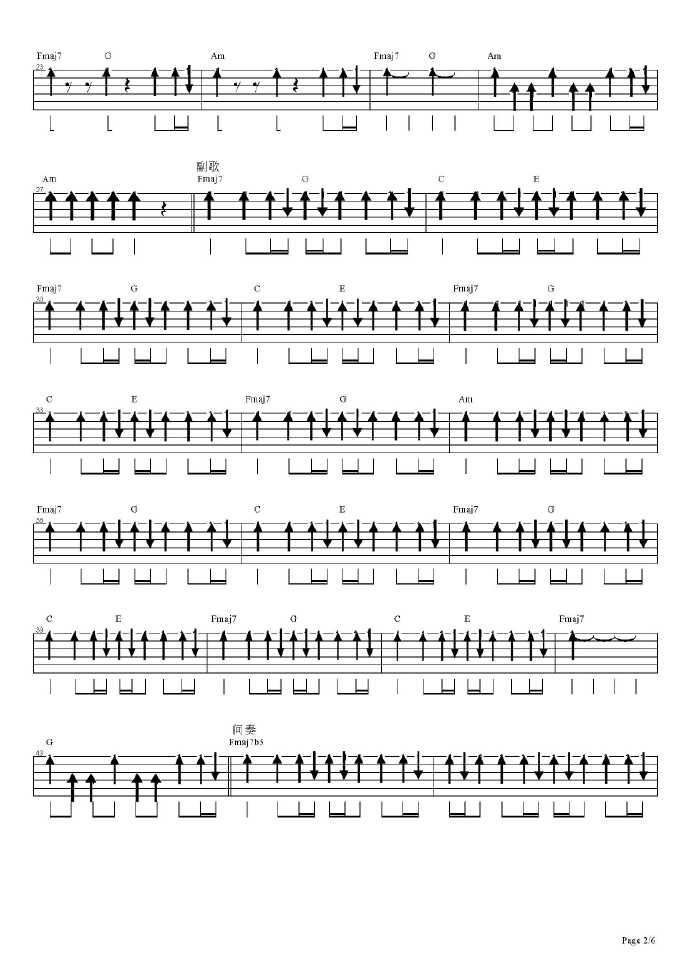 Fmaj7 G Am Fmaj7 G Am
23
副歌
Am Fmaj7 G C E
27
Fmaj7 G C E Fmaj7 G
30
C E Fmaj7 G Am
33
Fmaj7 G C E Fmaj7 G
36
C E Fmaj7 G C E Fmaj7
39
间奏
G Fmaj7b5
43
Page 2/6